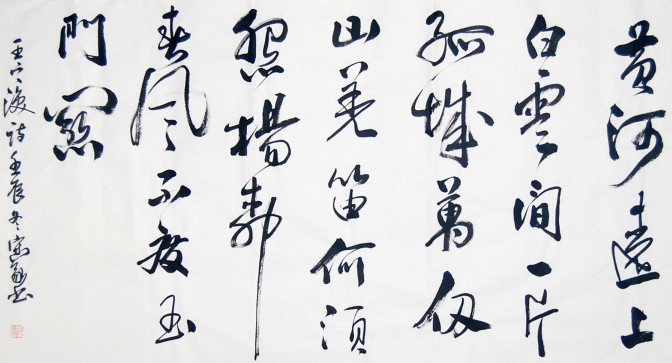 黄河遠上
白雲間一片
孤城萬仞
山羌笛何須
怨楊柳
春風不度玉
門關
王之渙詩壬辰冬書